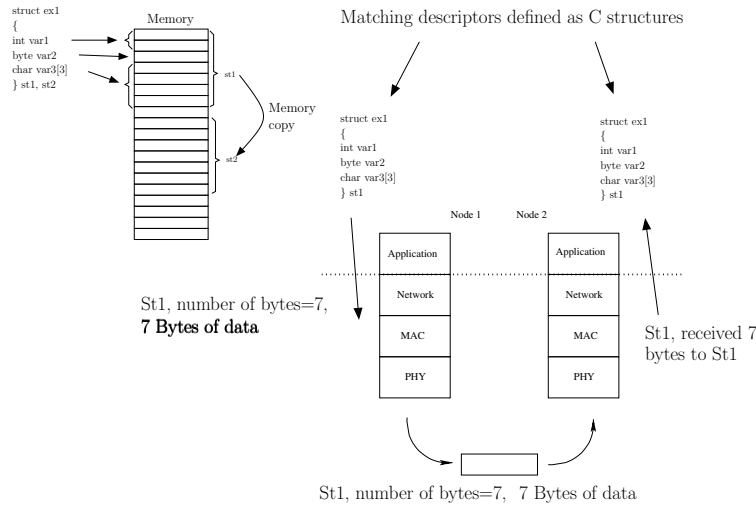 struct ex1
{
int var1
byte var2
char var3[3]
} st1, st2
Memory
st1
st2
Memory
copy
Matching descriptors defined as C structures
struct ex1
{
int var1
byte var2
char var3[3]
} st1
struct ex1
{
int var1
byte var2
char var3[3]
} st1
Node 1
Node 2
Application
Network
MAC
PHY
Application
Network
MAC
PHY
St1, number of bytes=7,
7 Bytes of data
St1, received 7
bytes to St1
St1, number of bytes=7, 7 Bytes of data